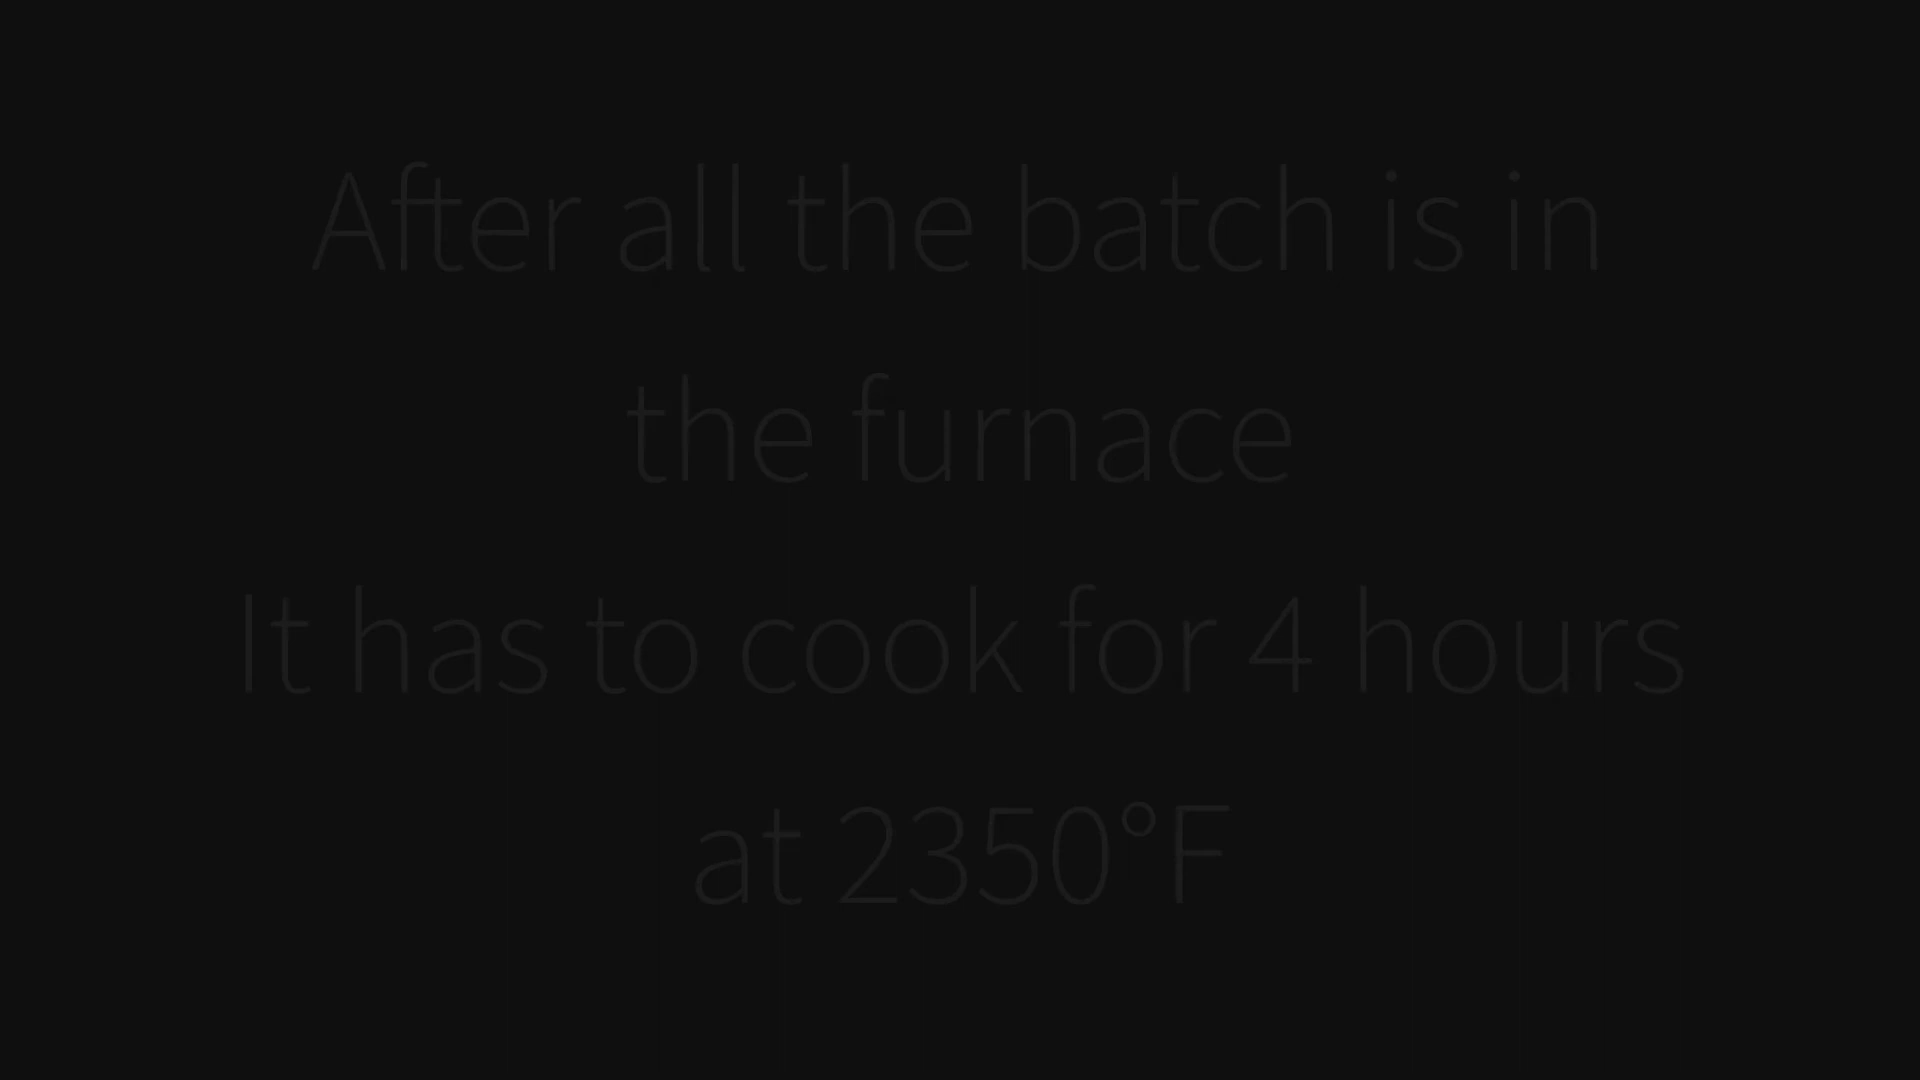 After all the batch is in
the furnace
It has to cook for 4 hours
at 2350°F